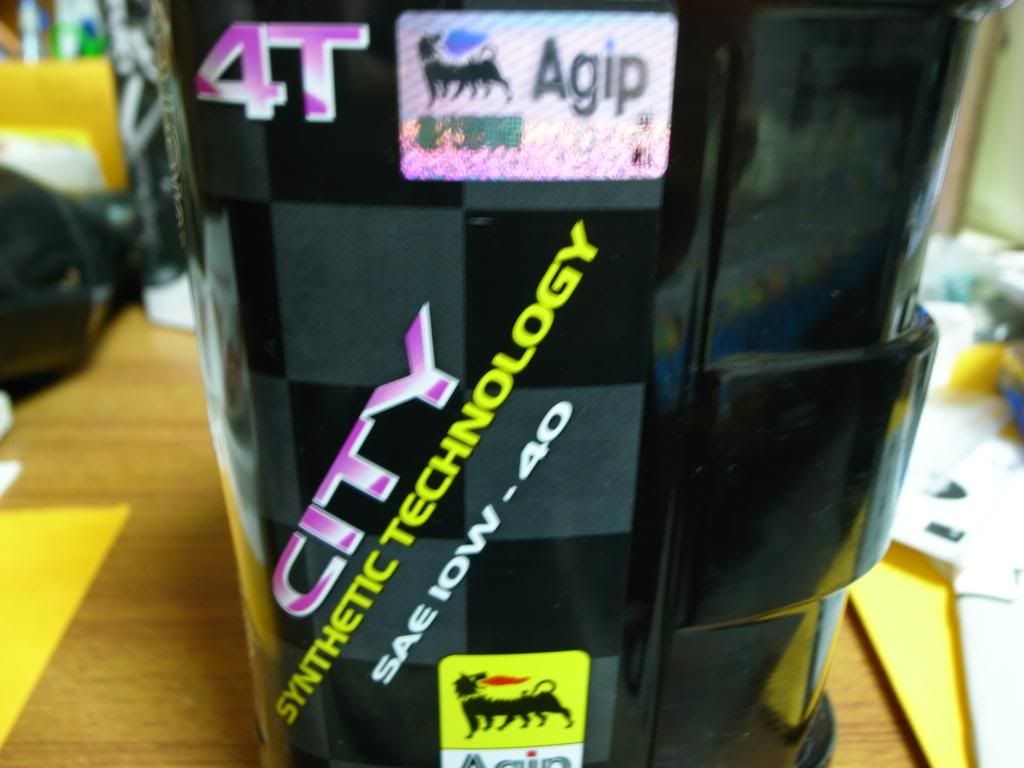 4T
Agip
CITY
SYNTHETIC TECHNOLOGY
SAE 10W-40
Agip